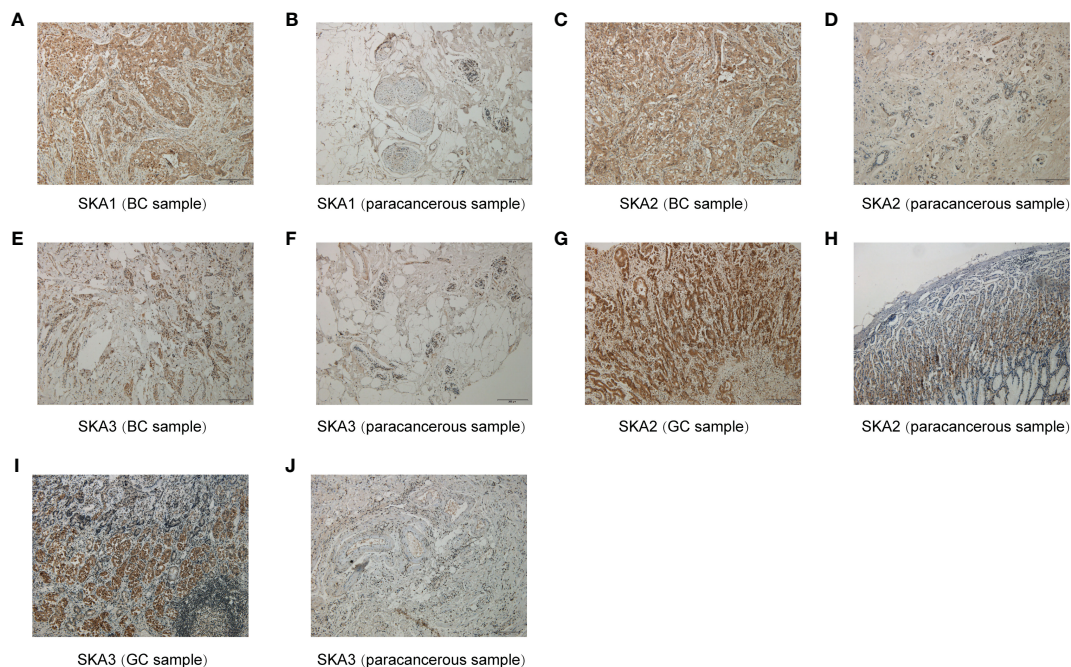 A
B
C
D
SKA1 (BC sample)
SKA1 (paracancerous sample)
SKA2 (BC sample)
SKA2 (paracancerous sample)
E
F
G
H
SKA3 (BC sample)
SKA3 (paracancerous sample)
SKA2 (GC sample)
SKA2 (paracancerous sample)
I
J
SKA3 (GC sample)
SKA3 (paracancerous sample)